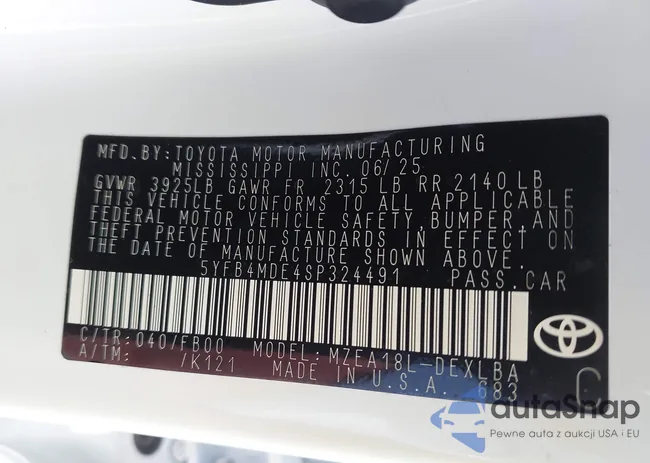 MFD. BY: TOYOTA MOTOR MANUFACTURING
MISSISSIPPI INC. 06/25
GVWR 3925LB GAWR FR 2315 LB RR 2140 LB
THIS VEHICLE CONFORMS TO ALL APPLICABLE
FEDERAL MOTOR VEHICLE SAFETY, BUMPER, AND
THEFT PREVENTION STANDARDS IN EFFECT ON
THE DATE OF MANUFACTURE SHOWN ABOVE.
5YFB4MDE4SP324491 PASS. CAR
C/TR: 040/FB00 MODEL: MZEA18L-DEXLBA
A/TM: /K121 MADE IN U.S.A. 683 C
autoSnap
Pewne auta z aukcji USA i EU